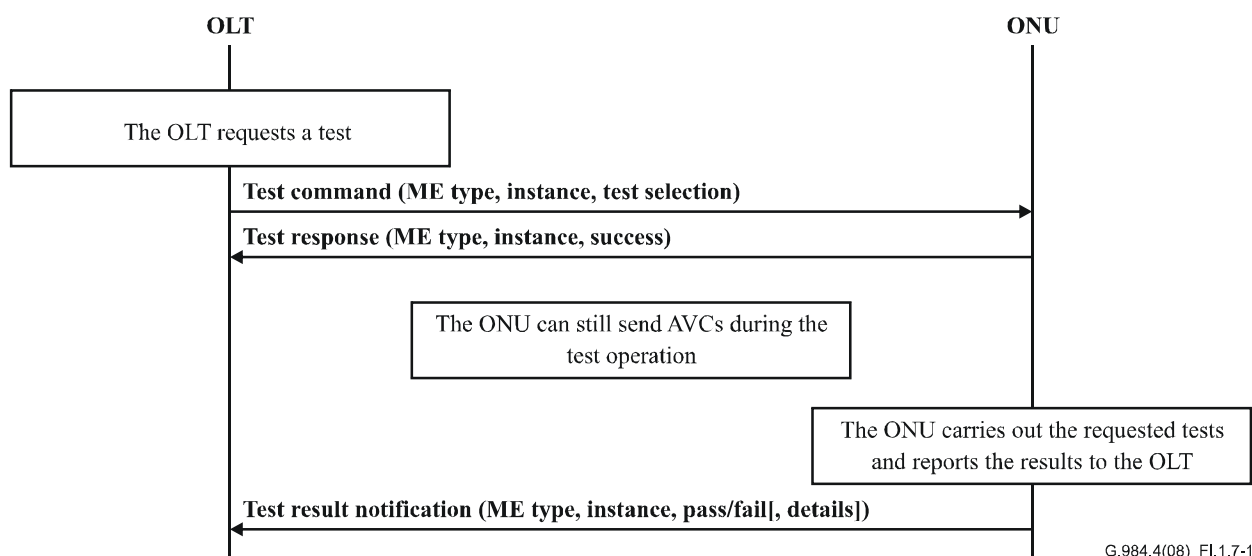 OLT
ONU
The OLT requests a test
Test command (ME type, instance, test selection)
Test response (ME type, instance, success)
The ONU can still send AVCs during the
test operation
The ONU carries out the requested tests
and reports the results to the OLT
Test result notification (ME type, instance, pass/fail[, details])
G.984.4(08)_FI.1.7-1